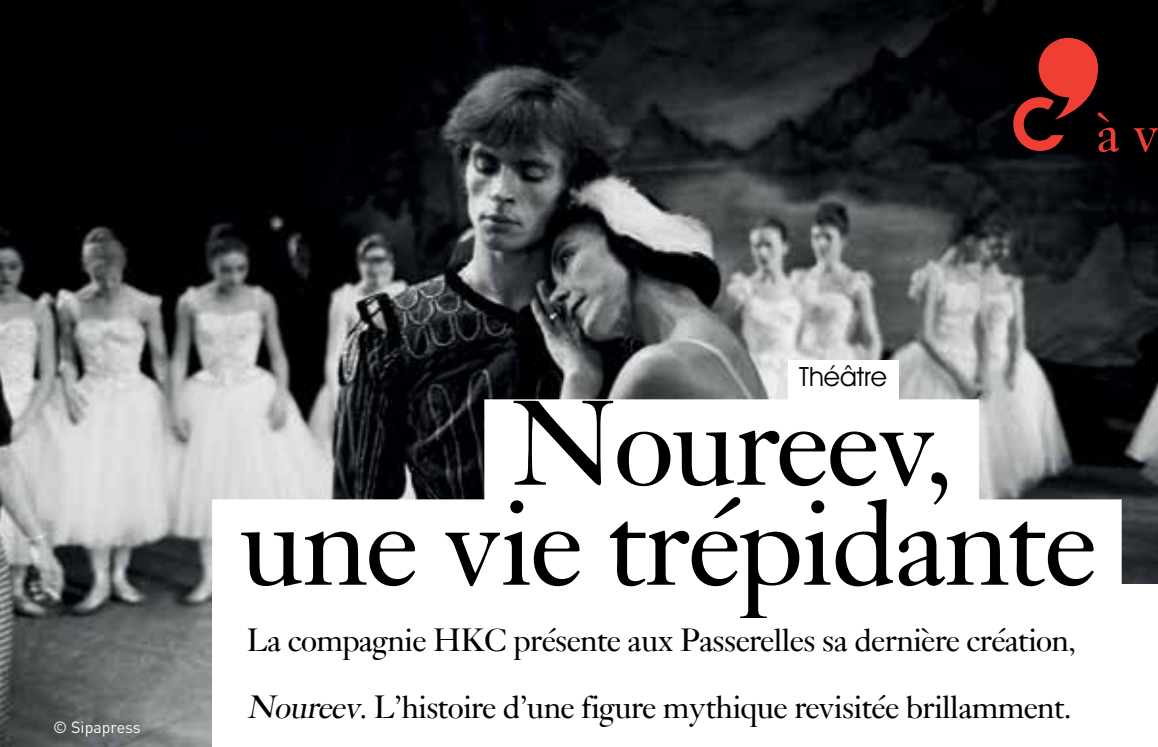 C' à v
Théâtre
Noureev,
une vie trépidante
La compagnie HKC présente aux Passerelles sa dernière création,
Noureev. L'histoire d'une figure mythique revisitée brillamment.
© Sipapress